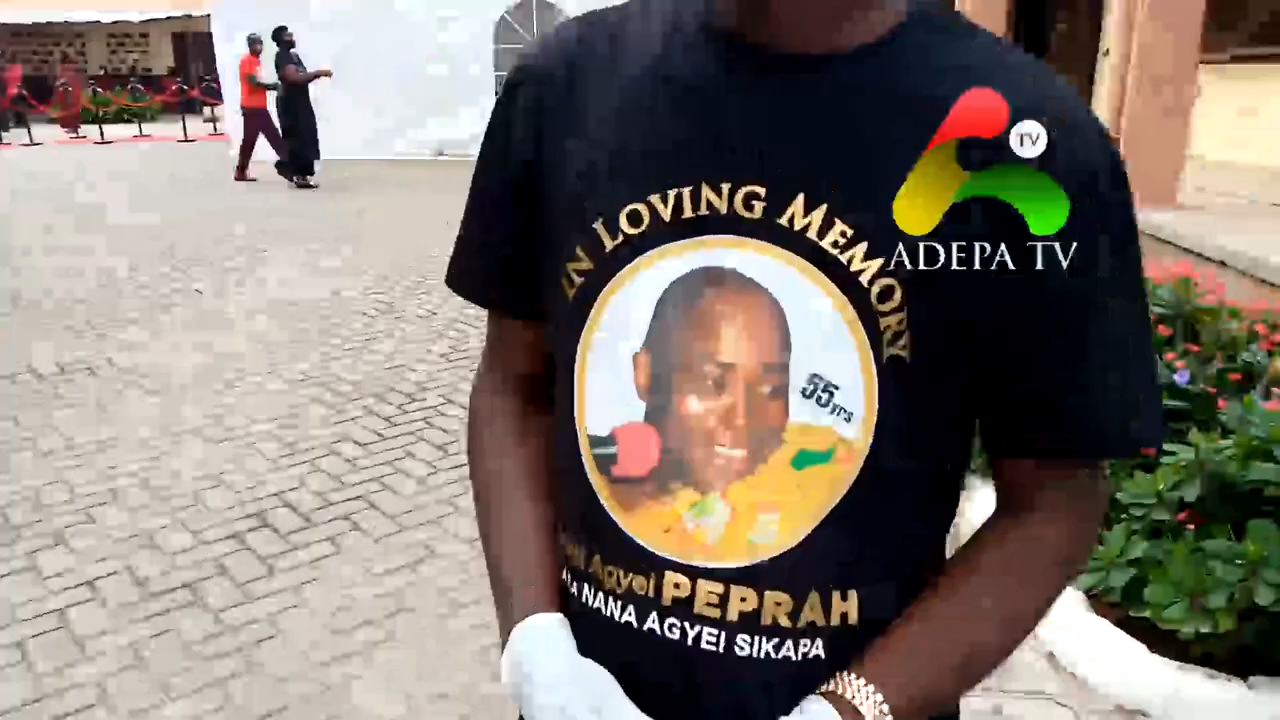 IN LOVING MEMORY
TV
ADEPA TV
55yrs
Agyei PEPRAH
NANA AGYEI SIKAPA